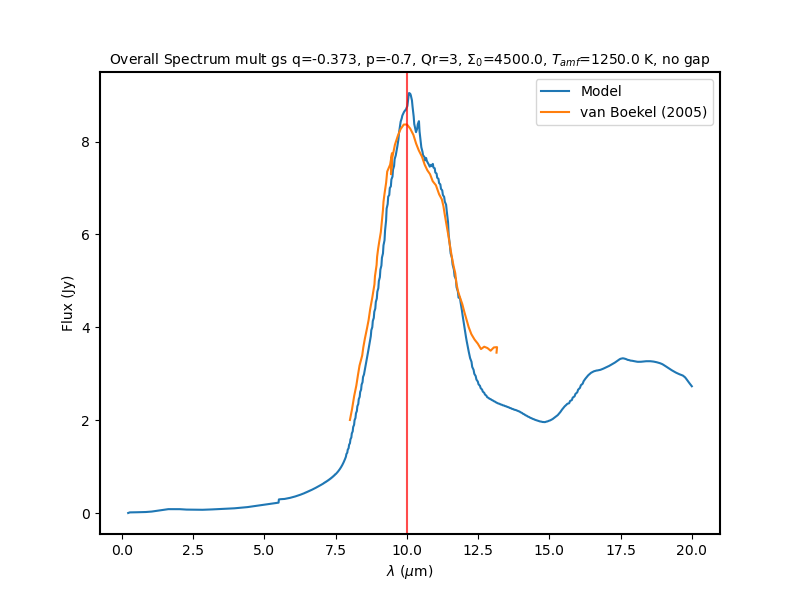 Overall Spectrum mult gs q=-0.373, p=-0.7, Qr=3, Σ₀=4500.0, T_amf=1250.0 K, no gap
Model
van Boekel (2005)
8
6
4
2
0
Flux (Jy)
0.0 2.5 5.0 7.5 10.0 12.5 15.0 17.5 20.0
λ (μm)